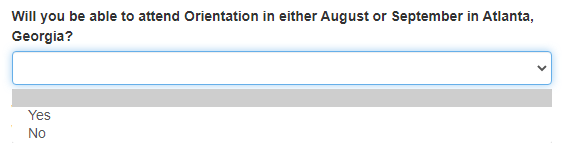 Will you be able to attend Orientation in either August or September in Atlanta,
Georgia?
Yes
No